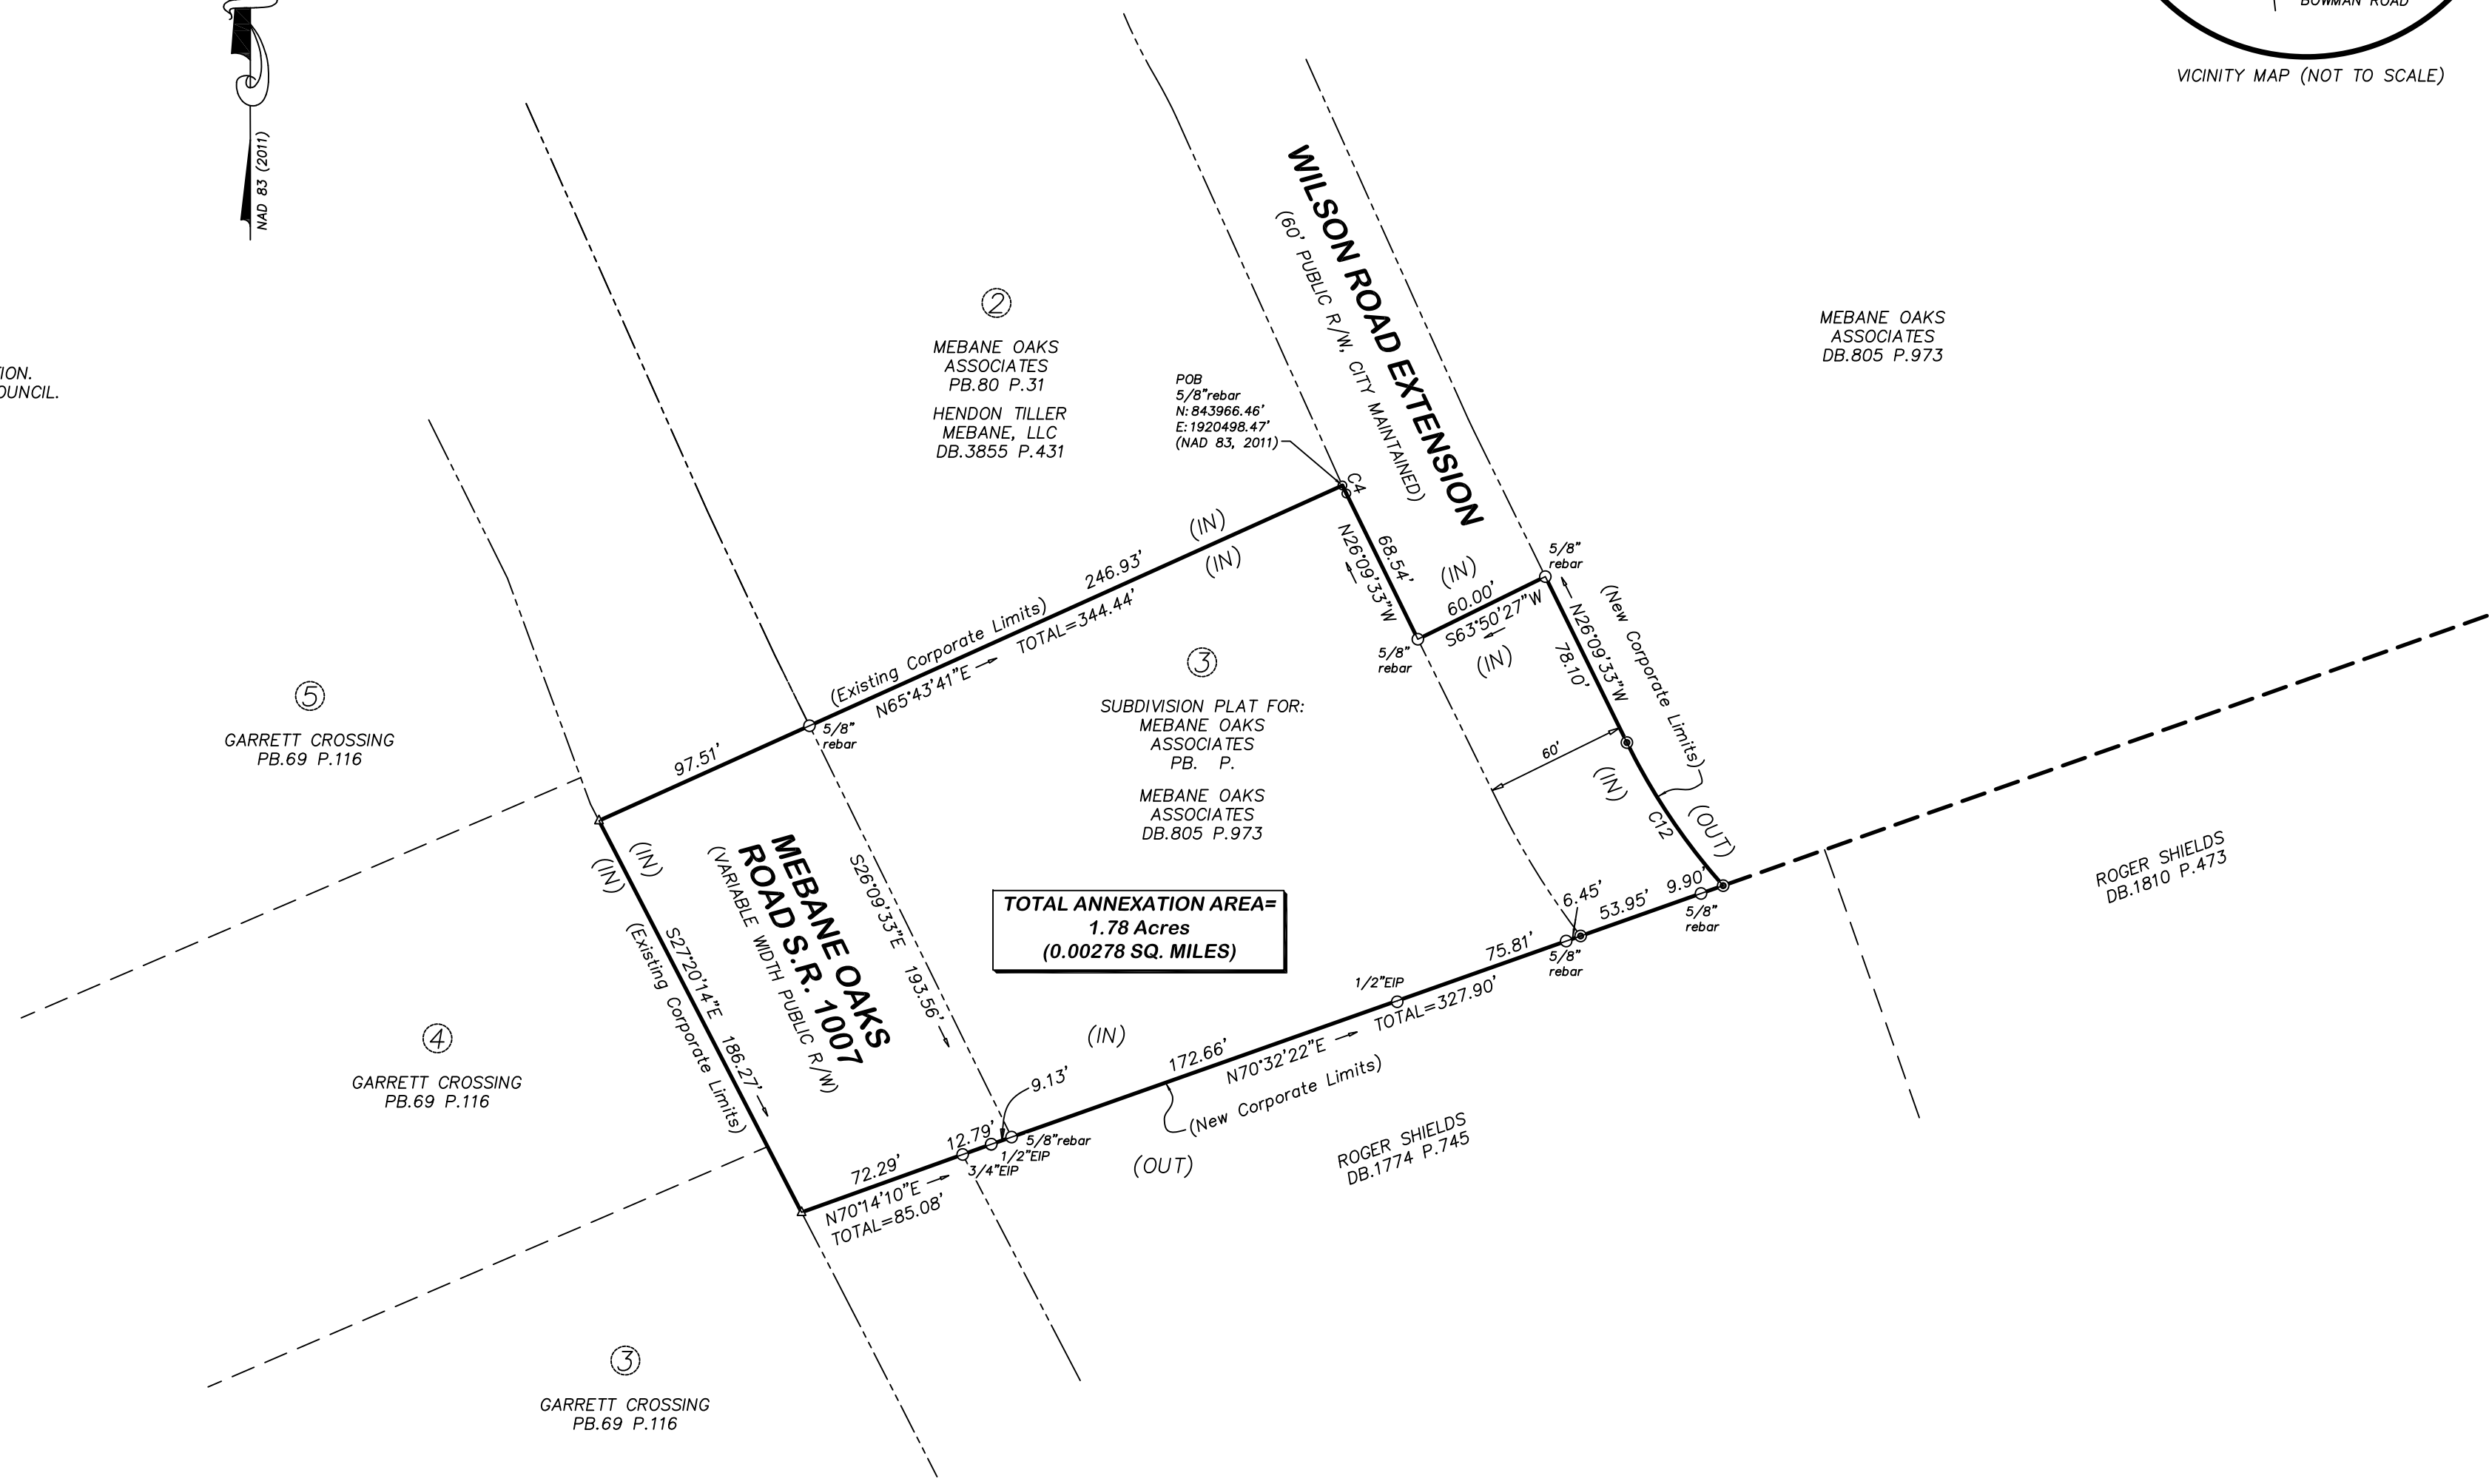 BOWMAN ROAD
VICINITY MAP (NOT TO SCALE)
NAD 83 (2011)
OUNCIL.
WILSON ROAD EXTENSION
(60' PUBLIC R/W, CITY MAINTAINED)
2
MEBANE OAKS
ASSOCIATES
PB.80 P.31
HENDON TILLER
MEBANE, LLC
DB.3855 P.431
POB
5/8"rebar
N: 843966.46'
E: 1920498.47'
(NAD 83, 2011)
MEBANE OAKS
ASSOCIATES
DB.805 P.973
C4
N26°09'33"W
68.54'
(IN)
60.00'
S63°50'27"W
(IN)
5/8"
rebar
5/8"
rebar
(New Corporate Limits)
N26°09'33"W
78.10'
60'
(IN)
C12
(OUT)
(IN)
(IN)
246.93'
(Existing Corporate Limits)
N65°43'41"E
TOTAL=344.44'
97.51'
5/8"
rebar
5
GARRETT CROSSING
PB.69 P.116
3
SUBDIVISION PLAT FOR:
MEBANE OAKS
ASSOCIATES
PB. P.
MEBANE OAKS
ASSOCIATES
DB.805 P.973
TOTAL ANNEXATION AREA=
1.78 Acres
(0.00278 SQ. MILES)
(IN)
(IN)
S27°20'14"E 186.27'
(Existing Corporate Limits)
MEBANE OAKS
ROAD S.R. 1007
(VARIABLE WIDTH PUBLIC R/W)
S26°09'33"E 193.56'
ROGER SHIELDS
DB.1810 P.473
9.90'
53.95'
6.45'
5/8"
rebar
5/8"
rebar
75.81'
1/2"EIP
TOTAL=327.90'
172.66'
N70°32'22"E
(New Corporate Limits)
(IN)
(OUT)
9.13'
5/8"rebar
1/2"EIP
3/4"EIP
12.79'
72.29'
N70°14'10"E
TOTAL=85.08'
ROGER SHIELDS
DB.1774 P.745
4
GARRETT CROSSING
PB.69 P.116
3
GARRETT CROSSING
PB.69 P.116